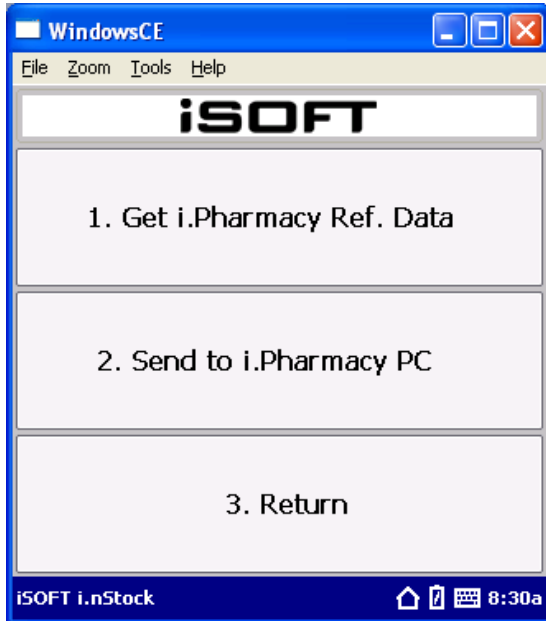 WindowsCE
File Zoom Tools Help
iSOFT
1. Get i.Pharmacy Ref. Data
2. Send to i.Pharmacy PC
3. Return
iSOFT i.nStock 8:30a